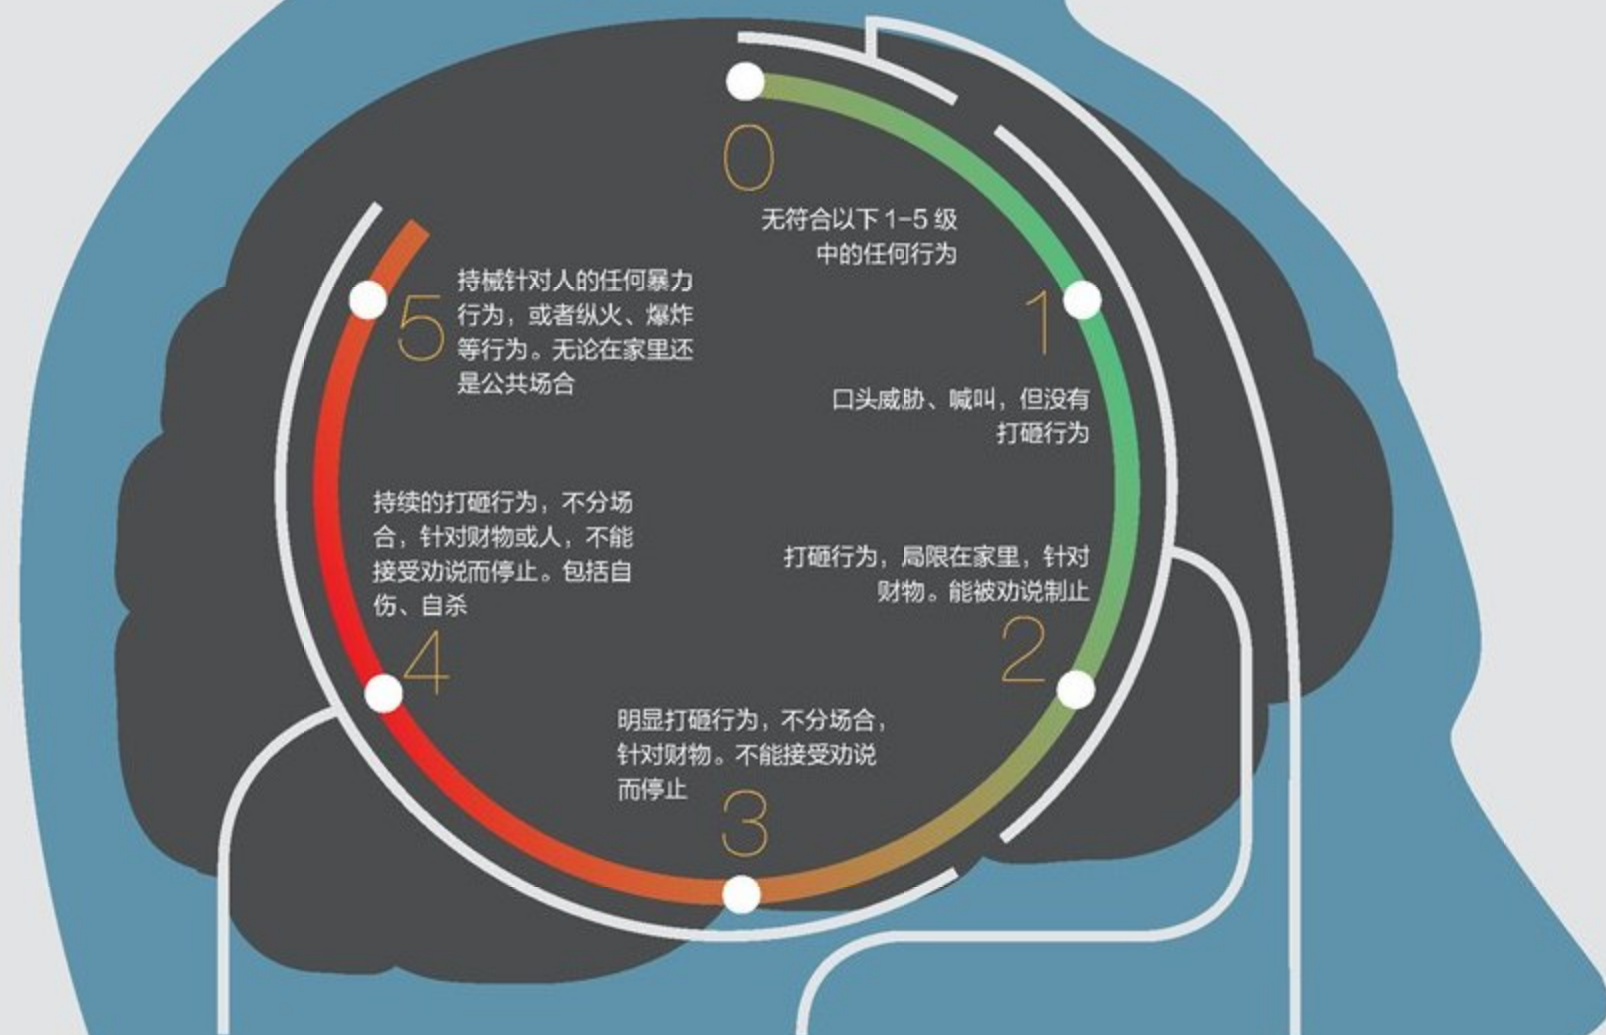 0
无符合以下1-5 级
中的任何行为
1
口头威胁、喊叫，但没有
打砸行为
打砸行为，局限在家里，针对
财物。能被劝说制止
2
明显打砸行为，不分场合，
针对财物。不能接受劝说
而停止
3
持续的打砸行为，不分场
合，针对财物或人，不能
接受劝说而停止。包括自
伤、自杀
4
5
持械针对人的任何暴力
行为，或者纵火、爆炸
等行为。无论在家里还
是公共场合